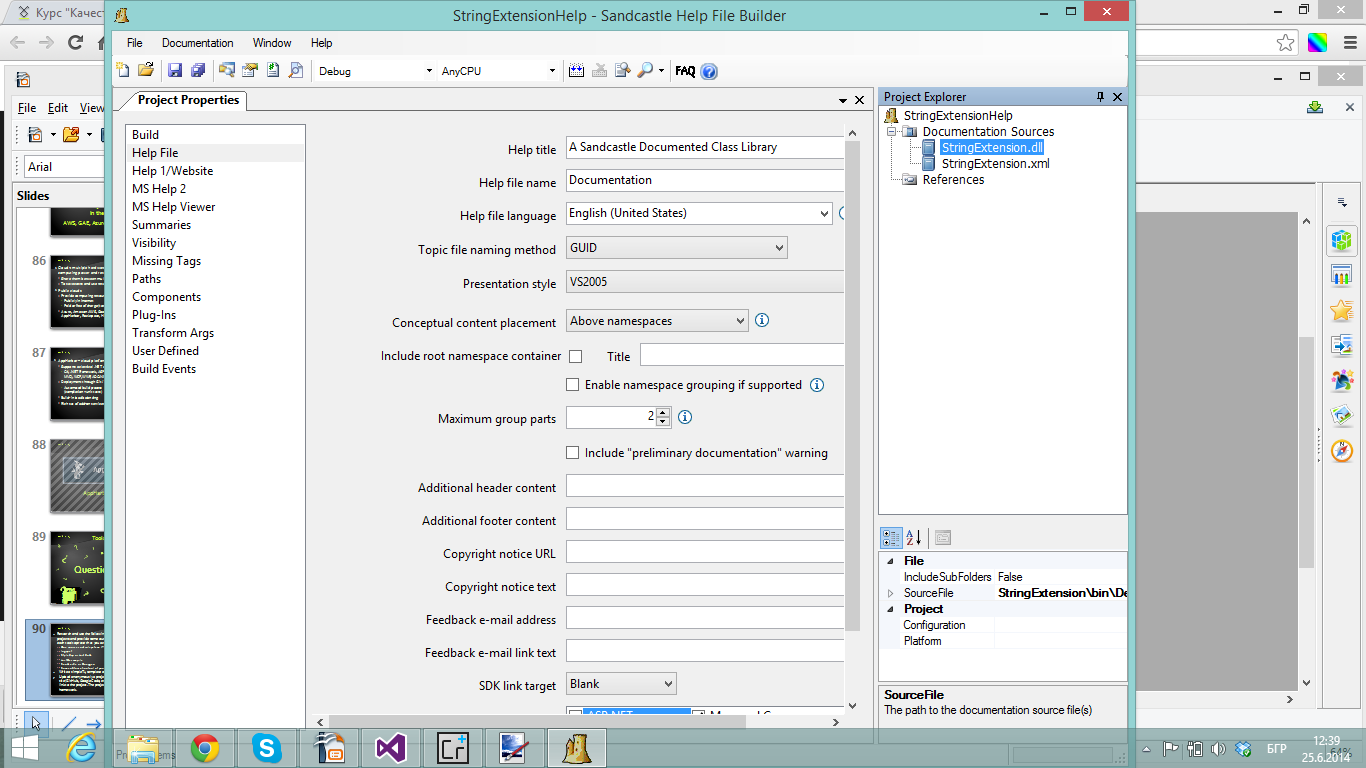 Курс "Качест
StringExtensionHelp - Sandcastle Help File Builder
File Documentation Window Help
Debug AnyCPU FAQ
Project Properties
Build
Help File
Help 1/Website
MS Help 2
MS Help Viewer
Summaries
Visibility
Missing Tags
Paths
Components
Plug-Ins
Transform Args
User Defined
Build Events
Help title A Sandcastle Documented Class Library
Help file name Documentation
Help file language English (United States)
Topic file naming method GUID
Presentation style VS2005
Conceptual content placement Above namespaces
Include root namespace container Title
Enable namespace grouping if supported
Maximum group parts 2
Include "preliminary documentation" warning
Additional header content
Additional footer content
Copyright notice URL
Copyright notice text
Feedback e-mail address
Feedback e-mail link text
SDK link target Blank
Project Explorer
StringExtensionHelp
Documentation Sources
StringExtension.dll
StringExtension.xml
References
File
IncludeSubFolders False
SourceFile StringExtension\bin\De
Project
Configuration
Platform
SourceFile
The path to the documentation source file(s)
File Edit View
Arial
Slides
AWS, GAE, Azur
86
87
88
89
Questio
90
БГР
12:39
25.6.2014